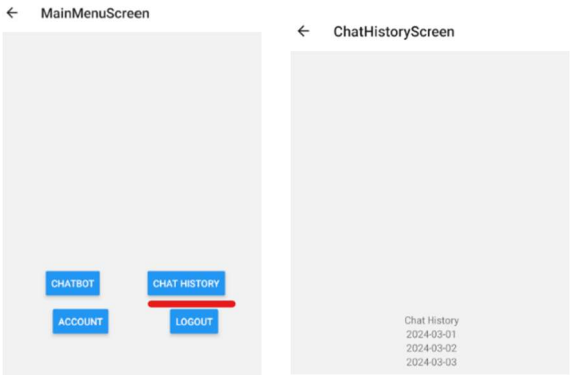 ← MainMenuScreen
CHATBOT
CHAT HISTORY
ACCOUNT
LOGOUT
← ChatHistoryScreen
Chat History
2024-03-01
2024-03-02
2024-03-03